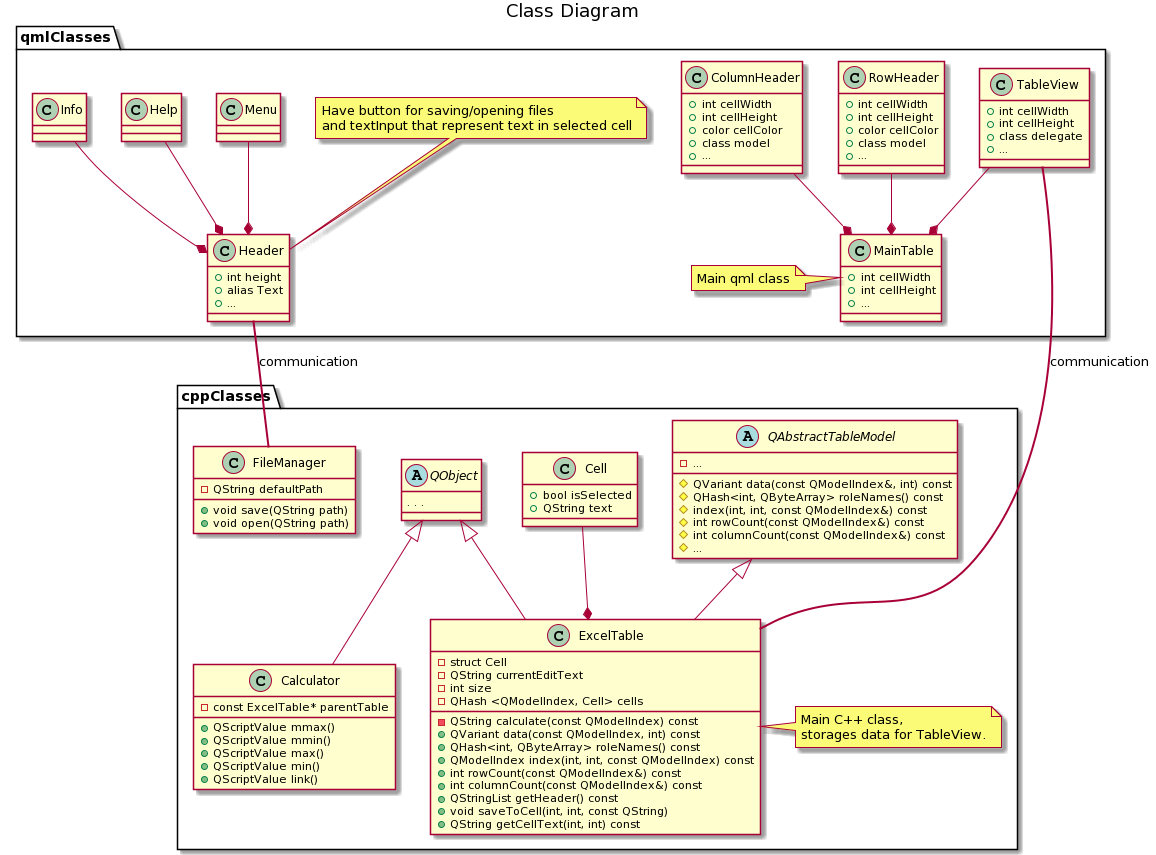 Class Diagram
qmlClasses
C Info
C Help
C Menu
Have button for saving/opening files
and textInput that represent text in selected cell
C ColumnHeader
int cellWidth
int cellHeight
color cellColor
class model
...
C RowHeader
int cellWidth
int cellHeight
color cellColor
class model
...
C TableView
int cellWidth
int cellHeight
class delegate
...
C Header
int height
alias Text
...
Main qml class
C MainTable
int cellWidth
int cellHeight
...
communication
communication
cppClasses
C FileManager
QString defaultPath
void save(QString path)
void open(QString path)
A QObject
. . .
C Cell
bool isSelected
QString text
A QAbstractTableModel
...
QVariant data(const QModelIndex&, int) const
QHash<int, QByteArray> roleNames() const
index(int, int, const QModelIndex&) const
int rowCount(const QModelIndex&) const
int columnCount(const QModelIndex&) const
...
C Calculator
const ExcelTable* parentTable
QScriptValue mmax()
QScriptValue mmin()
QScriptValue max()
QScriptValue min()
QScriptValue link()
C ExcelTable
struct Cell
QString currentEditText
int size
QHash <QModelIndex, Cell> cells
QString calculate(const QModelIndex) const
QVariant data(const QModelIndex, int) const
QHash<int, QByteArray> roleNames() const
QModelIndex index(int, int, const QModelIndex) const
int rowCount(const QModelIndex&) const
int columnCount(const QModelIndex&) const
QStringList getHeader() const
void saveToCell(int, int, const QString)
QString getCellText(int, int) const
Main C++ class,
storages data for TableView.